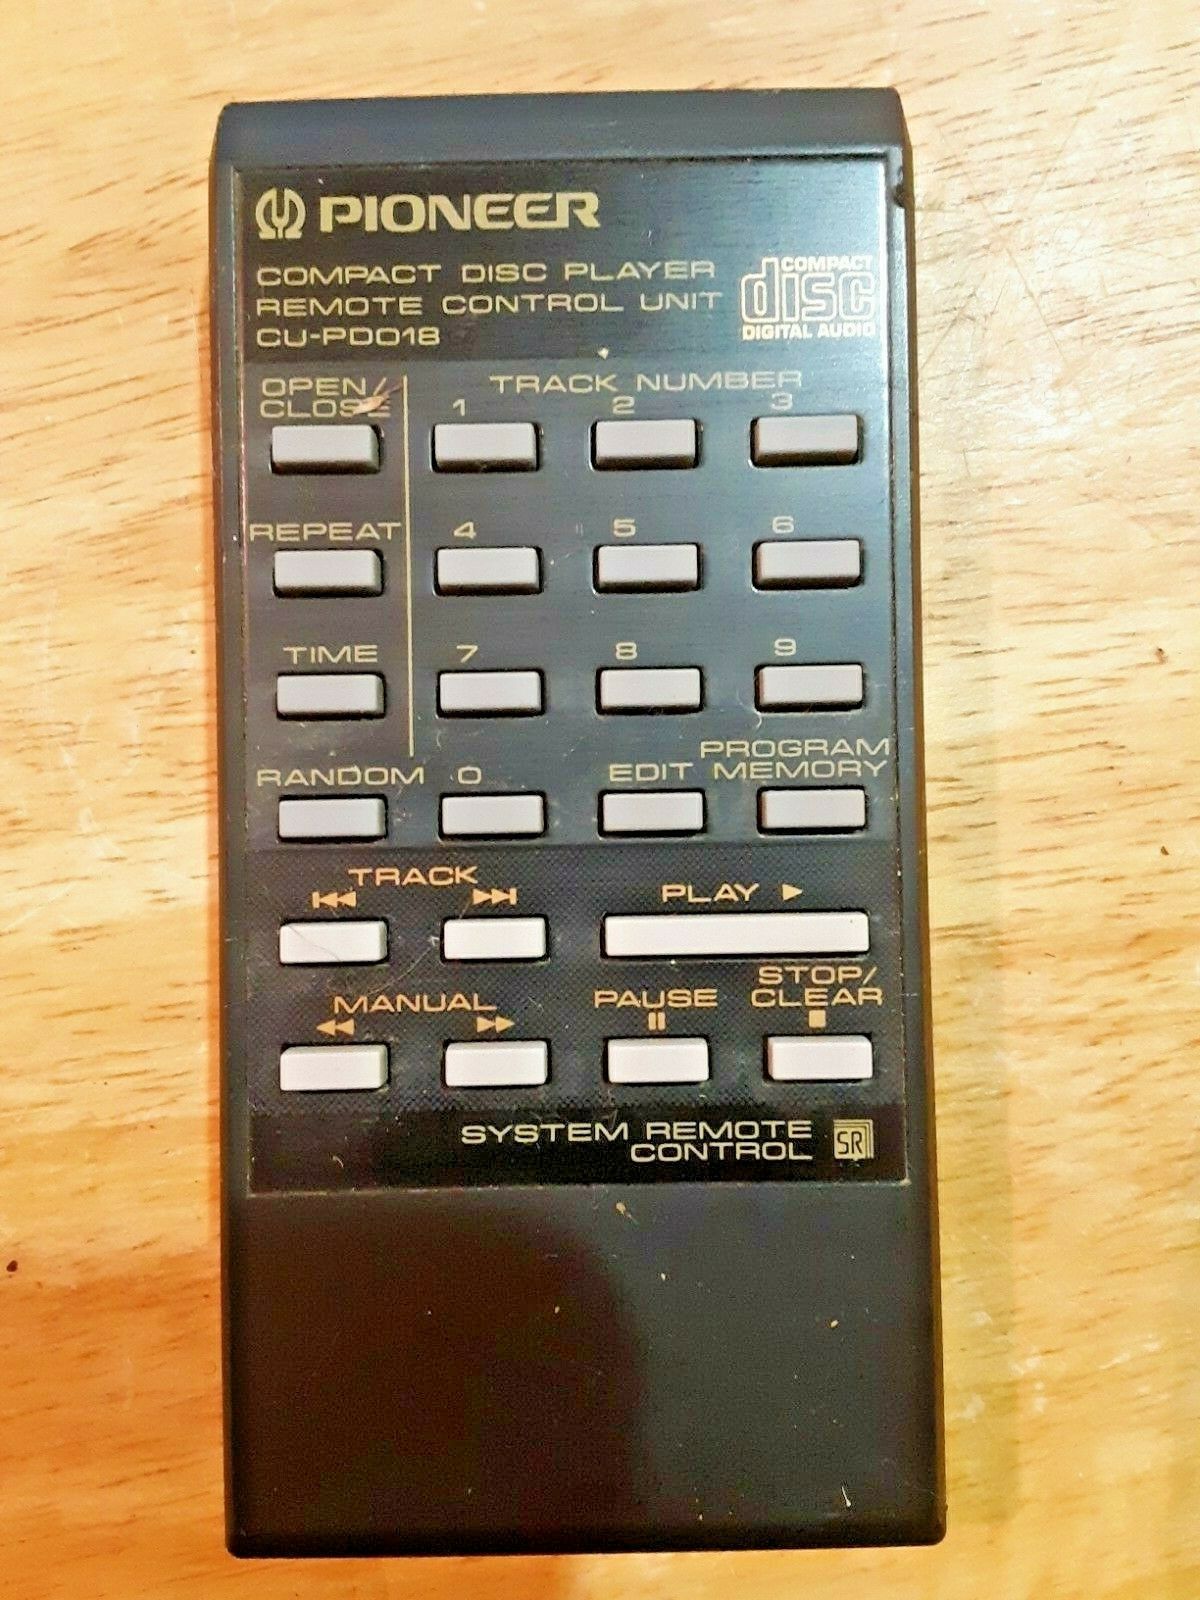 PIONEER
COMPACT DISC PLAYER
REMOTE CONTROL UNIT
CU-PD018
COMPACT
disc
DIGITAL AUDIO
OPEN/
CLOSE
TRACK NUMBER
1 2 3
REPEAT 4 5 6
TIME 7 8 9
RANDOM 0 EDIT PROGRAM
MEMORY
TRACK
PLAY
MANUAL
PAUSE
STOP/
CLEAR
SYSTEM REMOTE
CONTROL
SR